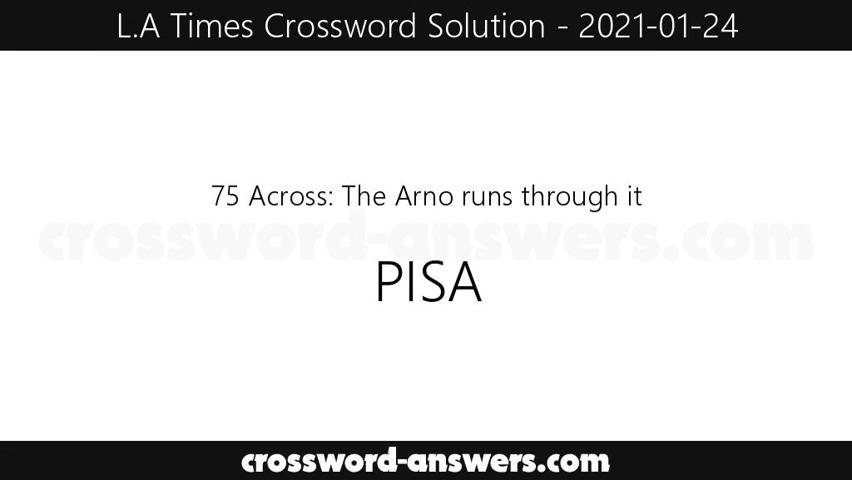 L.A Times Crossword Solution - 2021-01-24
75 Across: The Arno runs through it
crossword-answers.com
PISA
crossword-answers.com